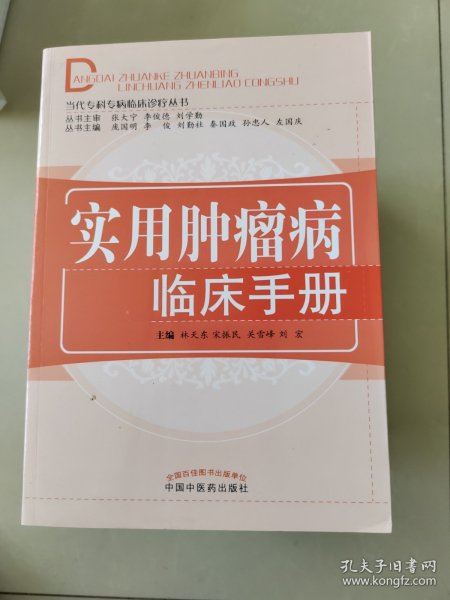 DANGDAI ZHUANKE ZHUANBING
LINCHUANG ZHENLIAO CONGSHU
当代专科专病临床诊疗丛书
丛书主审 张大宁 李俊德 刘学勤
丛书主编 庞国明 李 俊 刘勤社 秦国政 孙忠人 左国庆
实用肿瘤病
临床手册
主编 林天东 宋振民 关雪峰 刘 宏
全国百佳图书出版单位
中国中医药出版社
孔夫子旧书网
www.kongfz.com